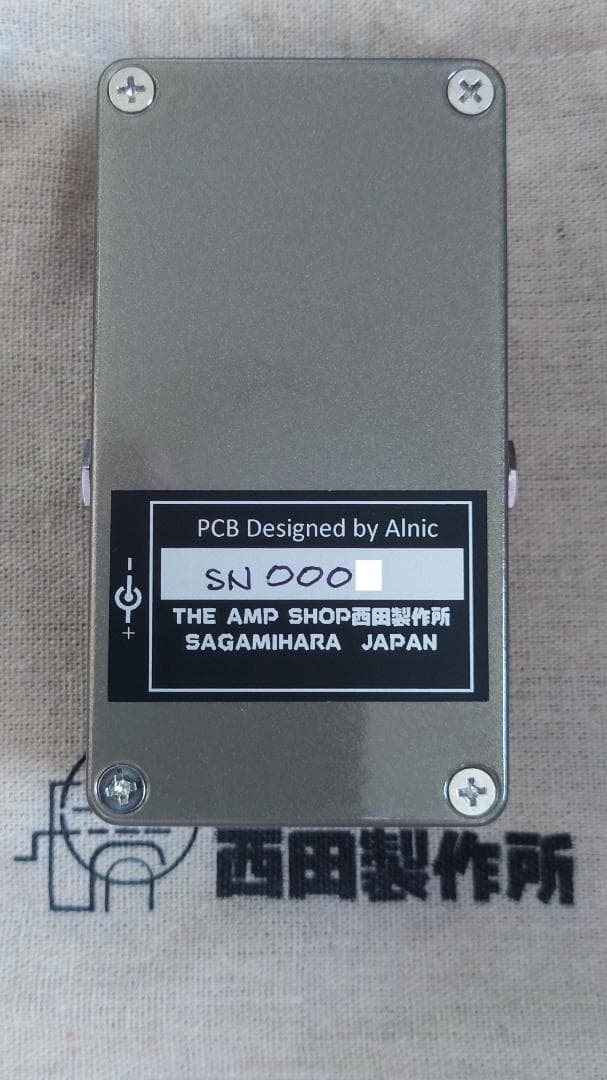 PCB Designed by Alnic
SN 000
THE AMP SHOP西田製作所
SAGAMIHARA JAPAN
西田製作所